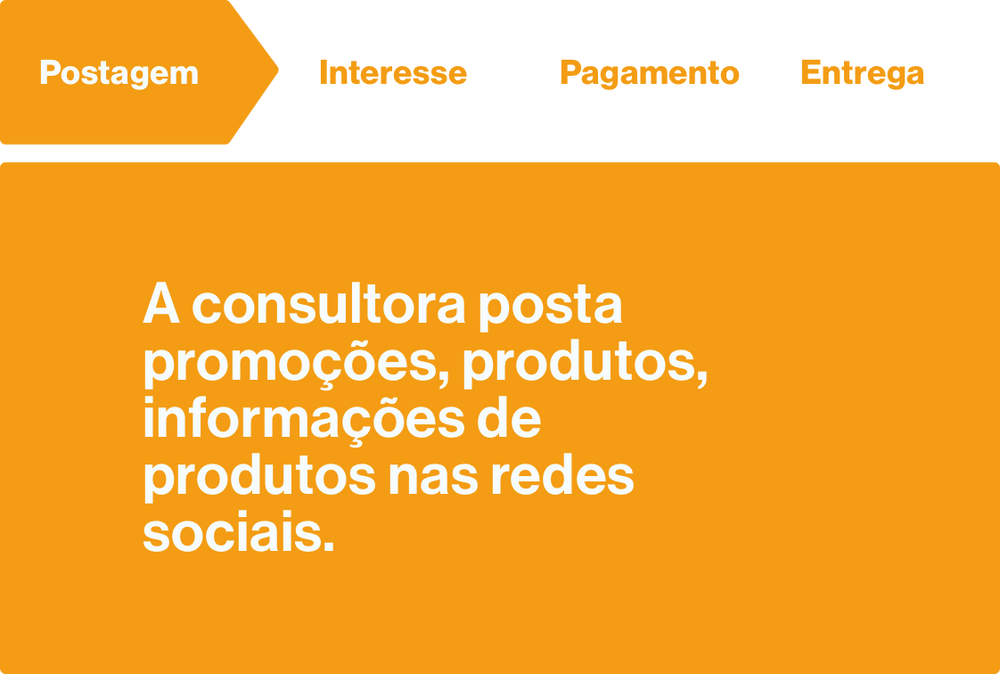 Postagem Interesse Pagamento Entrega
A consultora posta
promoções, produtos,
informações de
produtos nas redes
sociais.